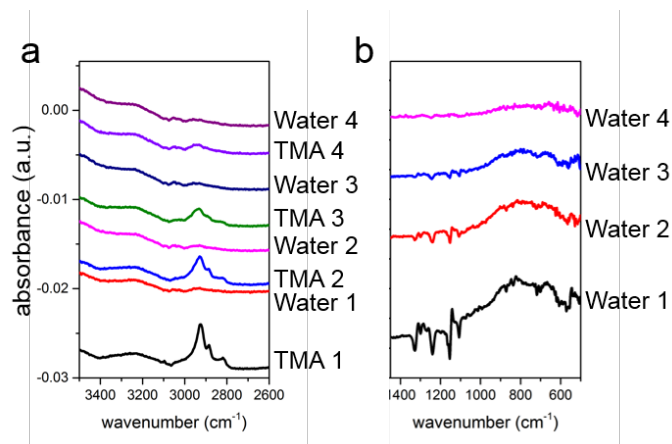 a
b
0.00
-0.01
-0.02
-0.03
absorbance (a.u.)
Water 4
TMA 4
Water 3
TMA 3
Water 2
TMA 2
Water 1
TMA 1
3400 3200 3000 2800 2600
wavenumber (cm⁻¹)
Water 4
Water 3
Water 2
Water 1
1400 1200 1000 800 600
wavenumber (cm⁻¹)